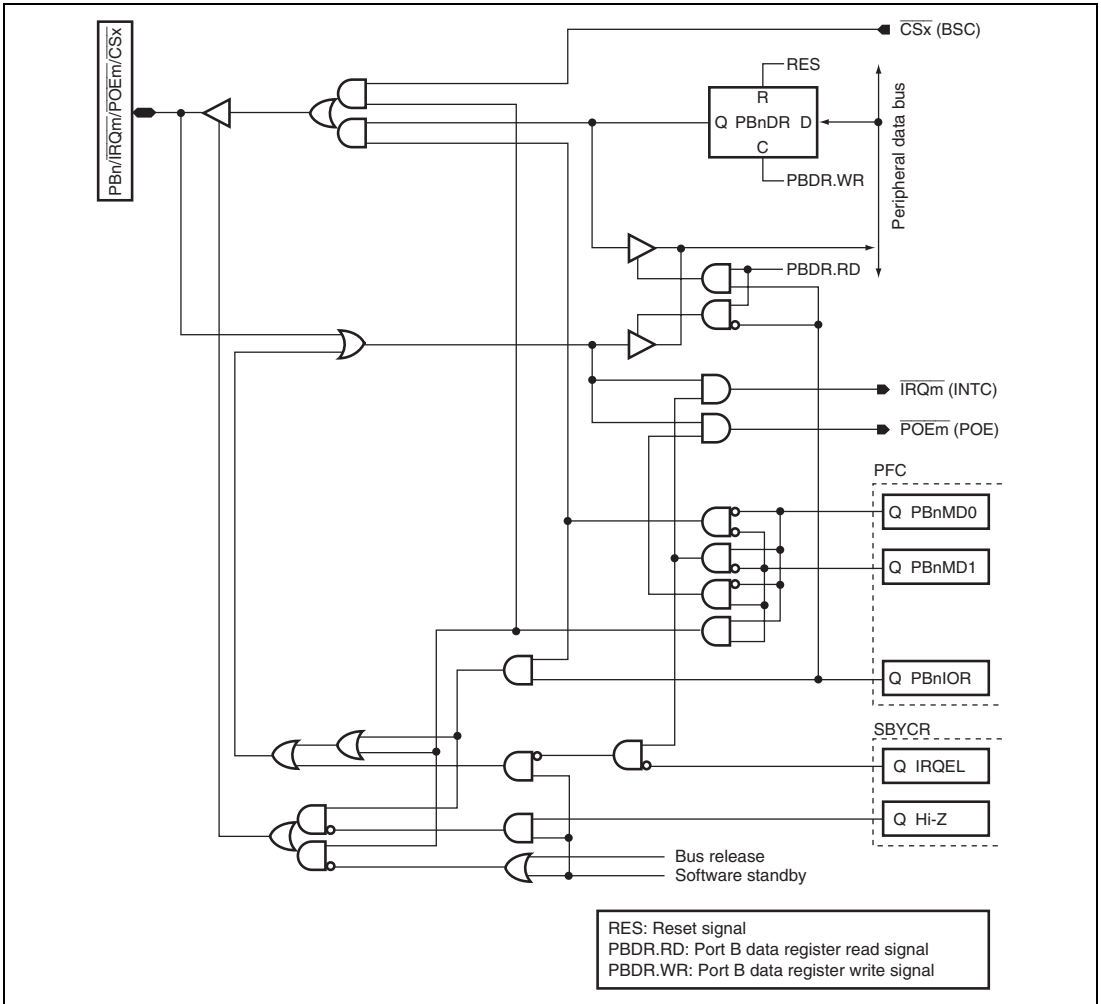 PBn/IRQm/POEm/CSx
CSx (BSC)
RES
R
Q PBnDR D
C
PBDR.WR
Peripheral data bus
PBDR.RD
IRQm (INTC)
POEm (POE)
PFC
Q PBnMD0
Q PBnMD1
Q PBnIOR
SBYCR
Q IRQEL
Q Hi-Z
Bus release
Software standby
RES: Reset signal
PBDR.RD: Port B data register read signal
PBDR.WR: Port B data register write signal